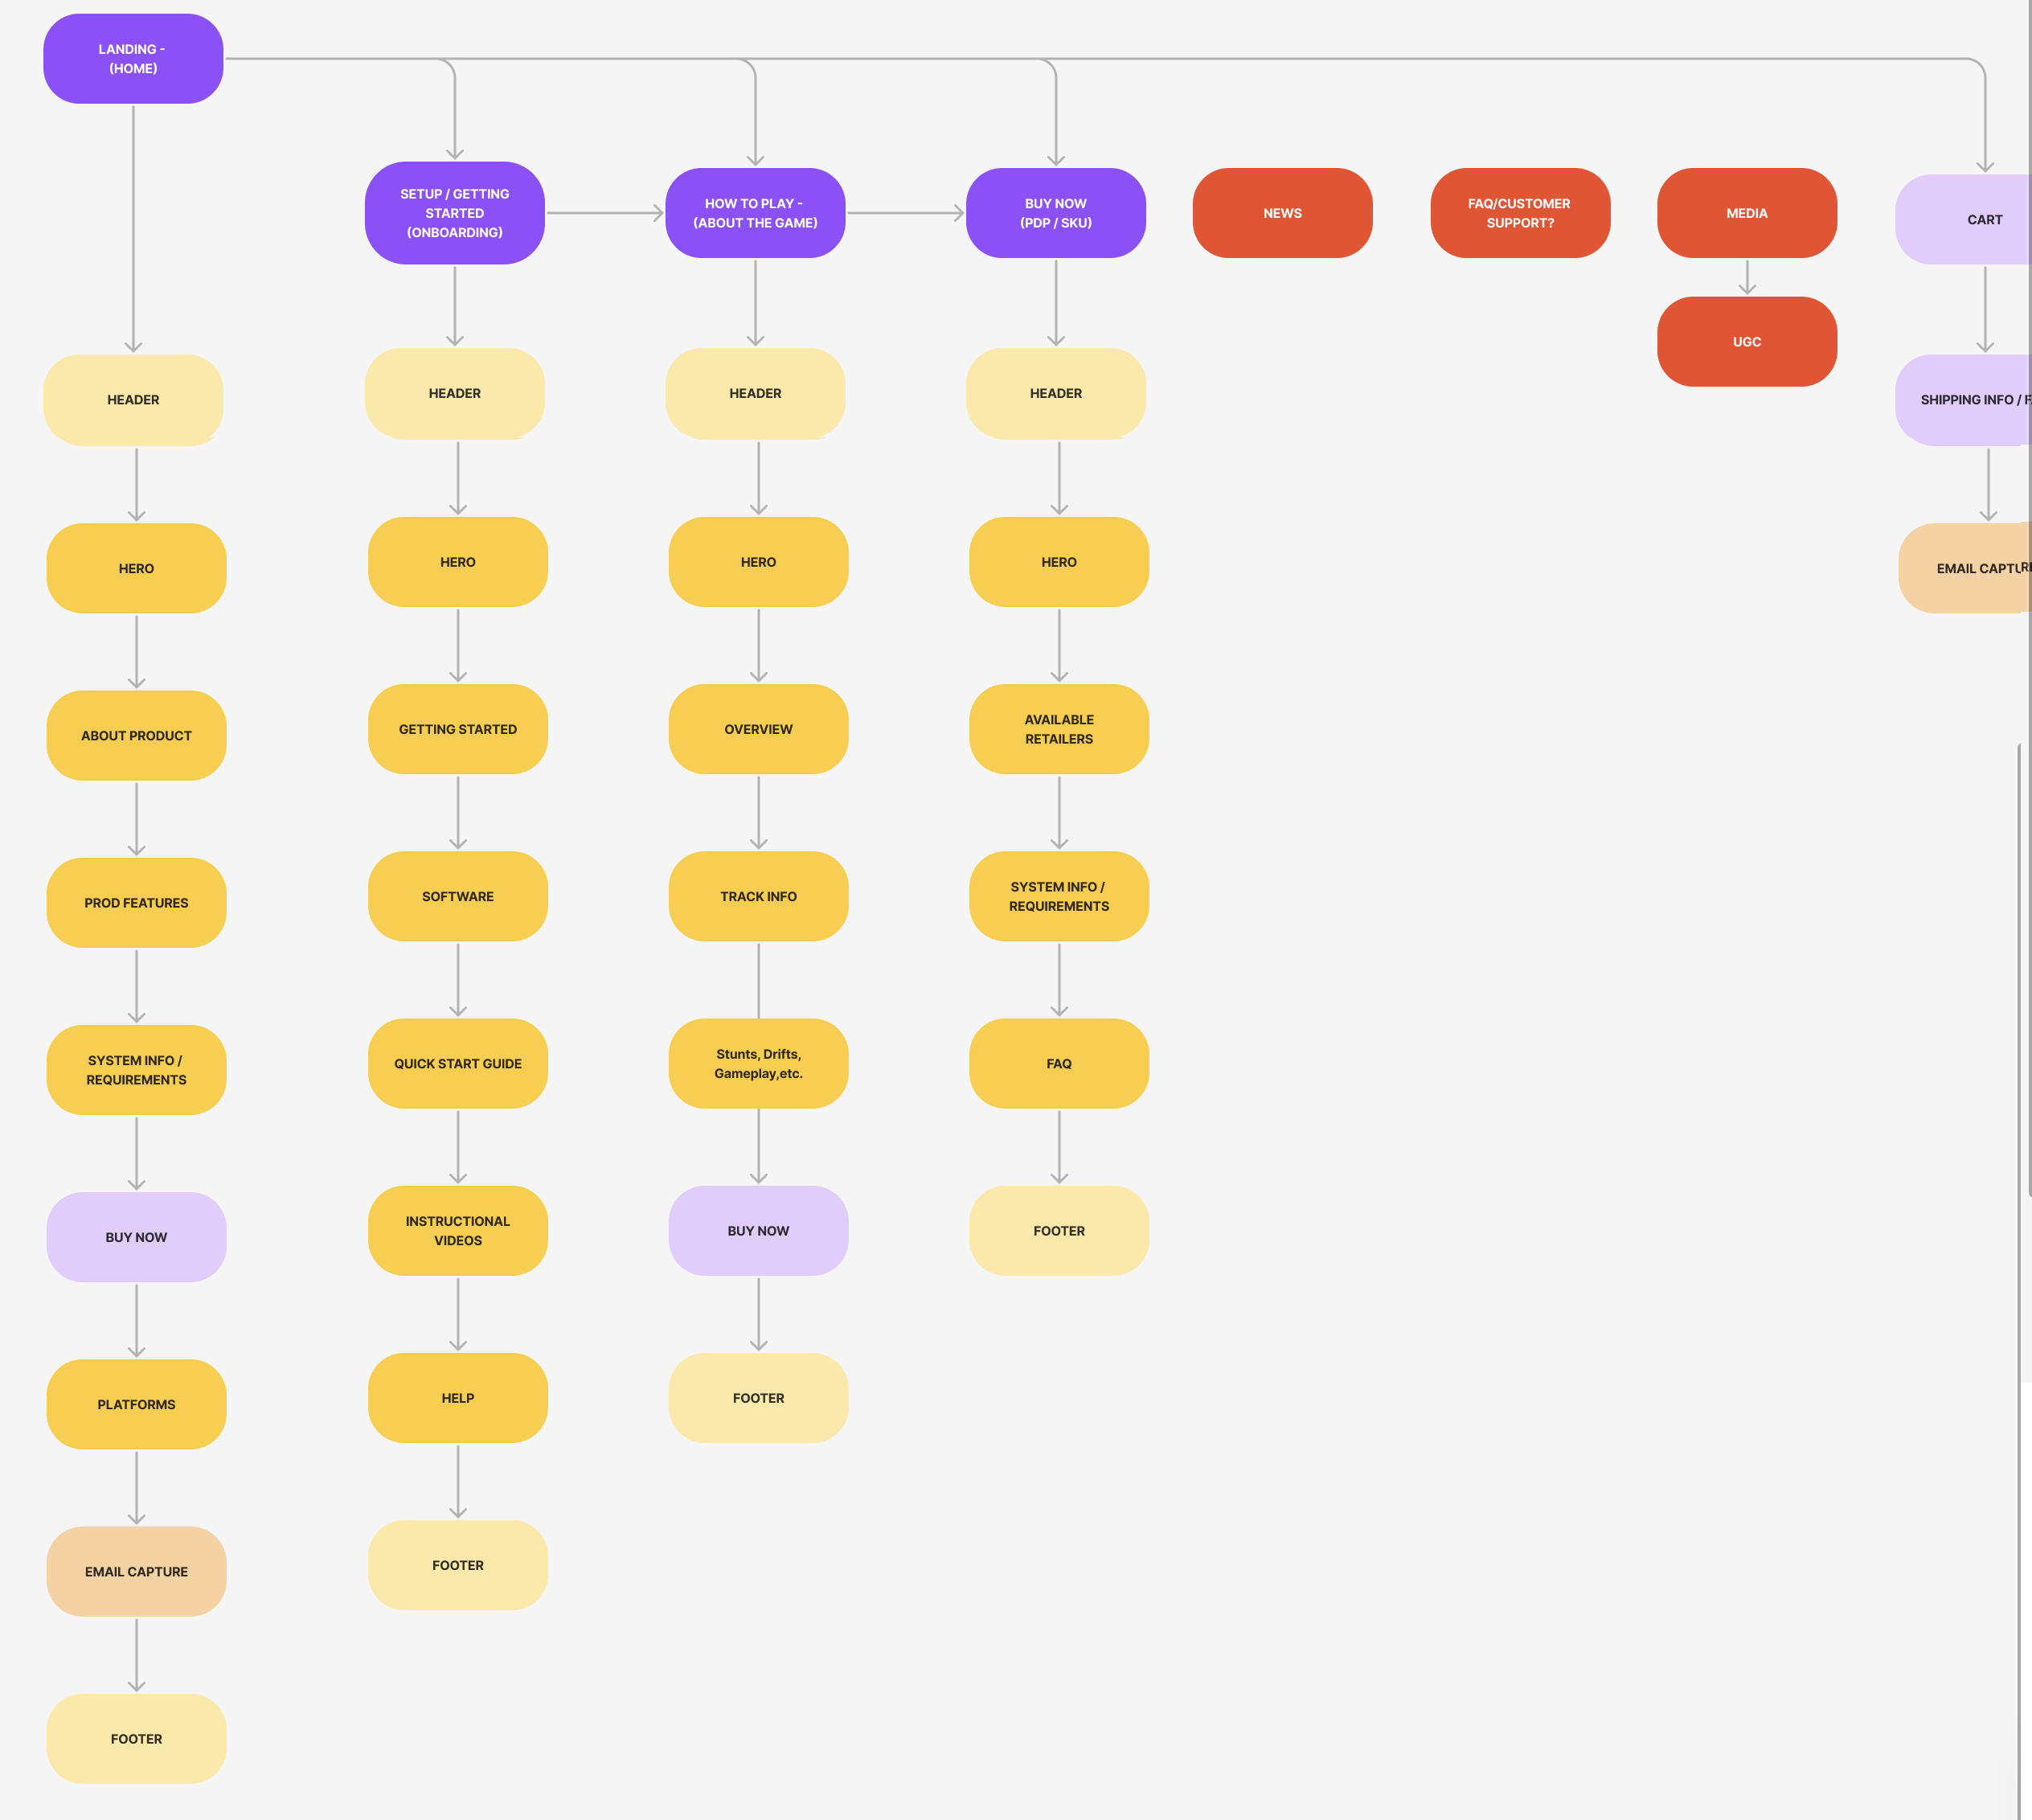 LANDING -
(HOME)
SETUP / GETTING
STARTED
(ONBOARDING)
HOW TO PLAY -
(ABOUT THE GAME)
BUY NOW
(PDP / SKU)
NEWS
FAQ/CUSTOMER
SUPPORT?
MEDIA
CART
UGC
HEADER
HEADER
HEADER
HEADER
SHIPPING INFO /
HERO
HERO
HERO
HERO
EMAIL CAPTURE
ABOUT PRODUCT
GETTING STARTED
OVERVIEW
AVAILABLE
RETAILERS
PROD FEATURES
SOFTWARE
TRACK INFO
SYSTEM INFO /
REQUIREMENTS
SYSTEM INFO /
REQUIREMENTS
QUICK START GUIDE
Stunts, Drifts,
Gameplay,etc.
FAQ
BUY NOW
INSTRUCTIONAL
VIDEOS
BUY NOW
FOOTER
PLATFORMS
HELP
FOOTER
EMAIL CAPTURE
FOOTER
FOOTER